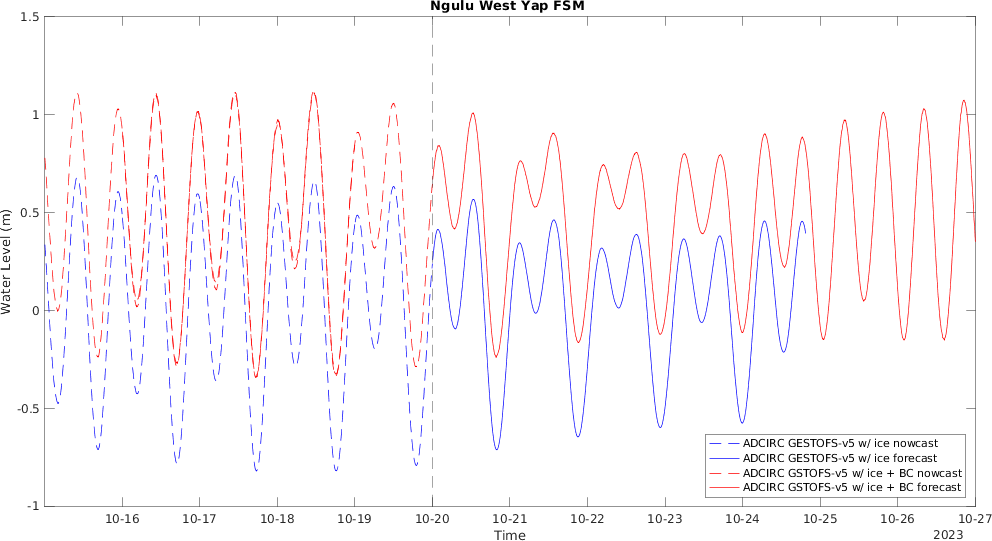 Ngulu West Yap FSM
1.5
1
0.5
0
-0.5
-1
Water Level (m)
10-16 10-17 10-18 10-19 10-20 10-21 10-22 10-23 10-24 10-25 10-26 10-27
Time
2023
ADCIRC GESTOFS-v5 w/ ice nowcast
ADCIRC GESTOFS-v5 w/ ice forecast
ADCIRC GSTOFS-v5 w/ ice + BC nowcast
ADCIRC GSTOFS-v5 w/ ice + BC forecast